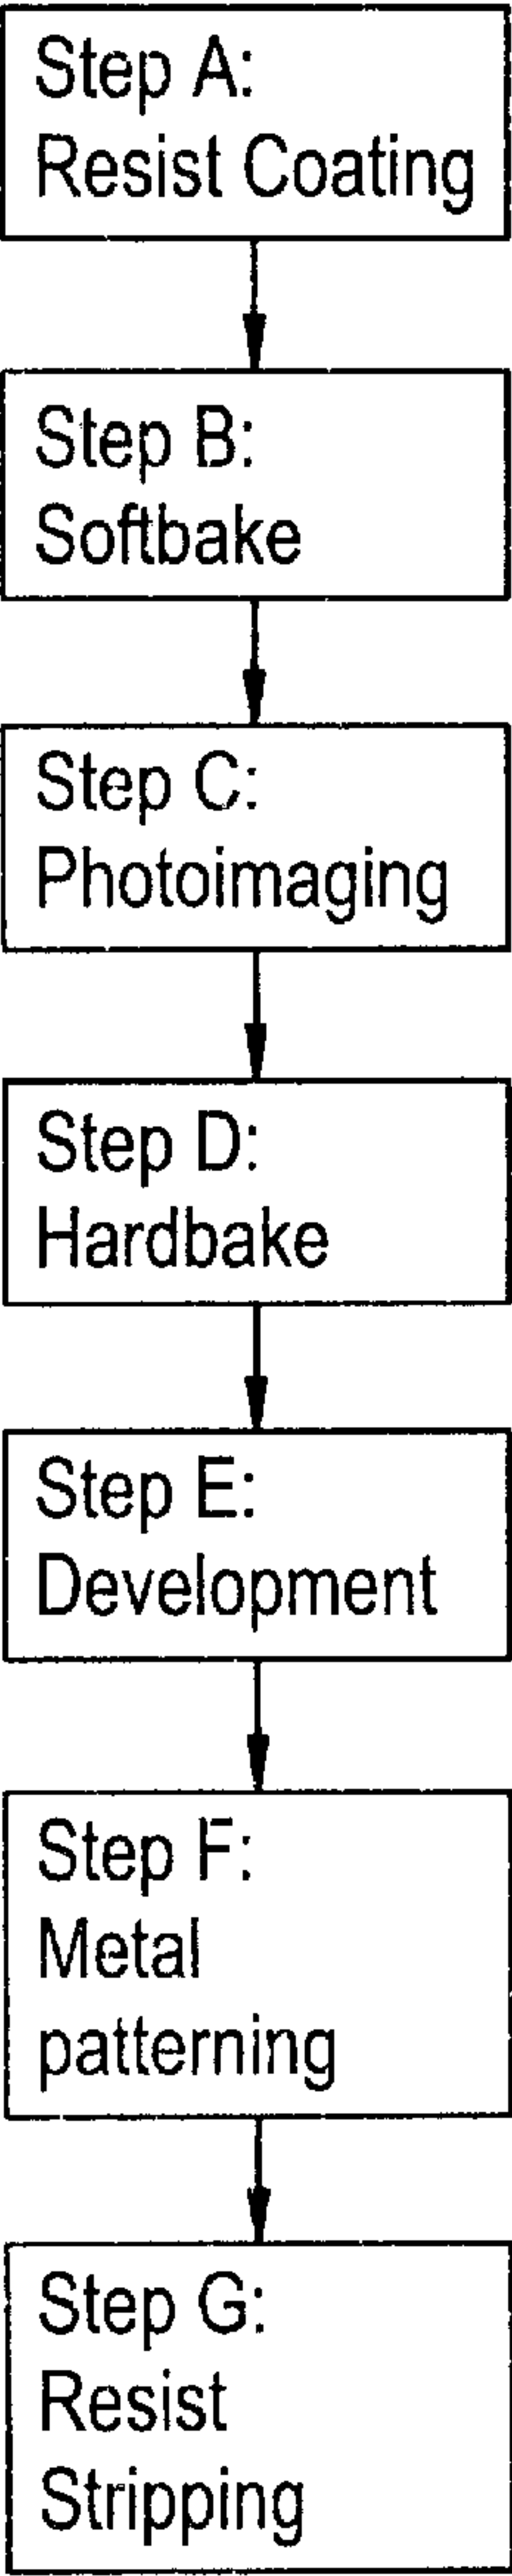 Step A:
Resist Coating
Step B:
Softbake
Step C:
Photoimaging
Step D:
Hardbake
Step E:
Development
Step F:
Metal
patterning
Step G:
Resist
Stripping